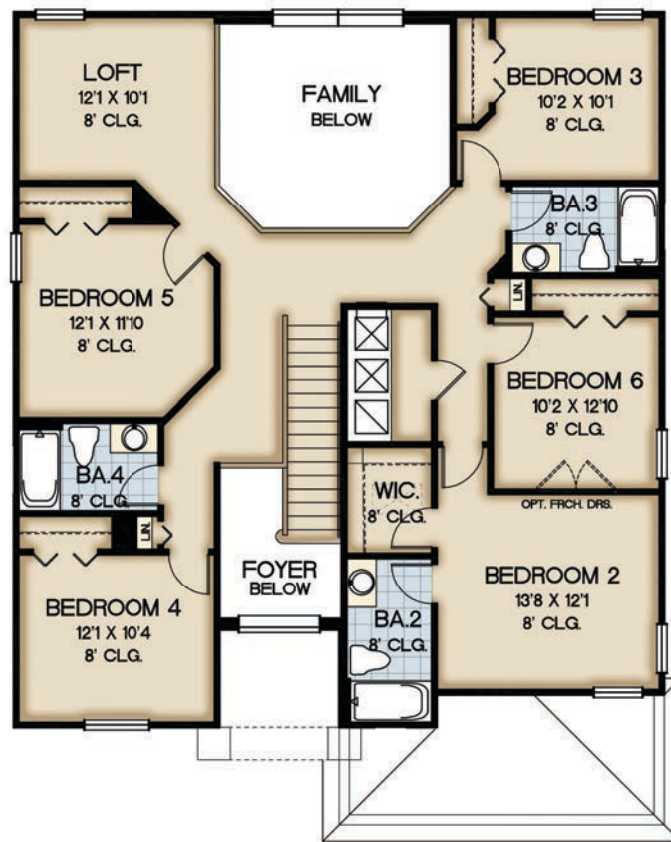 LOFT
12'1 X 10'1
8' CLG.
FAMILY
BELOW
BEDROOM 3
10'2 X 10'1
8' CLG.
BA.3
8' CLG.
LIN.
BEDROOM 5
12'1 X 11'10
8' CLG.
BEDROOM 6
10'2 X 12'10
8' CLG.
OPT. FRCH. DRS.
BA.4
8' CLG.
LIN.
WIC.
8' CLG.
FOYER
BELOW
BEDROOM 2
13'8 X 12'1
8' CLG.
BA.2
8' CLG.
BEDROOM 4
12'1 X 10'4
8' CLG.